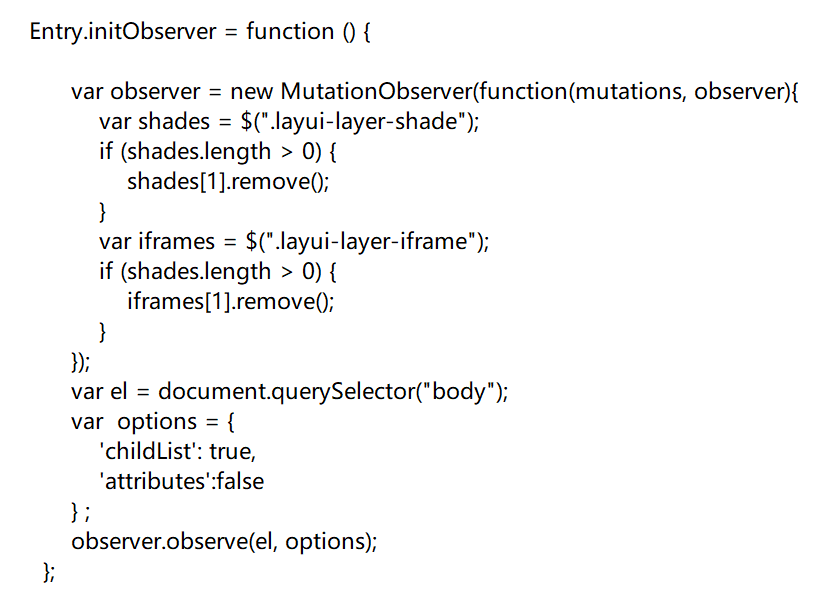 Entry.initObserver = function () {
var observer = new MutationObserver(function(mutations, observer){
var shades = $(".layui-layer-shade");
if (shades.length > 0) {
shades[1].remove();
}
var iframes = $(".layui-layer-iframe");
if (shades.length > 0) {
iframes[1].remove();
}
});
var el = document.querySelector("body");
var  options = {
'childList': true,
'attributes':false
} ;
observer.observe(el, options);
};